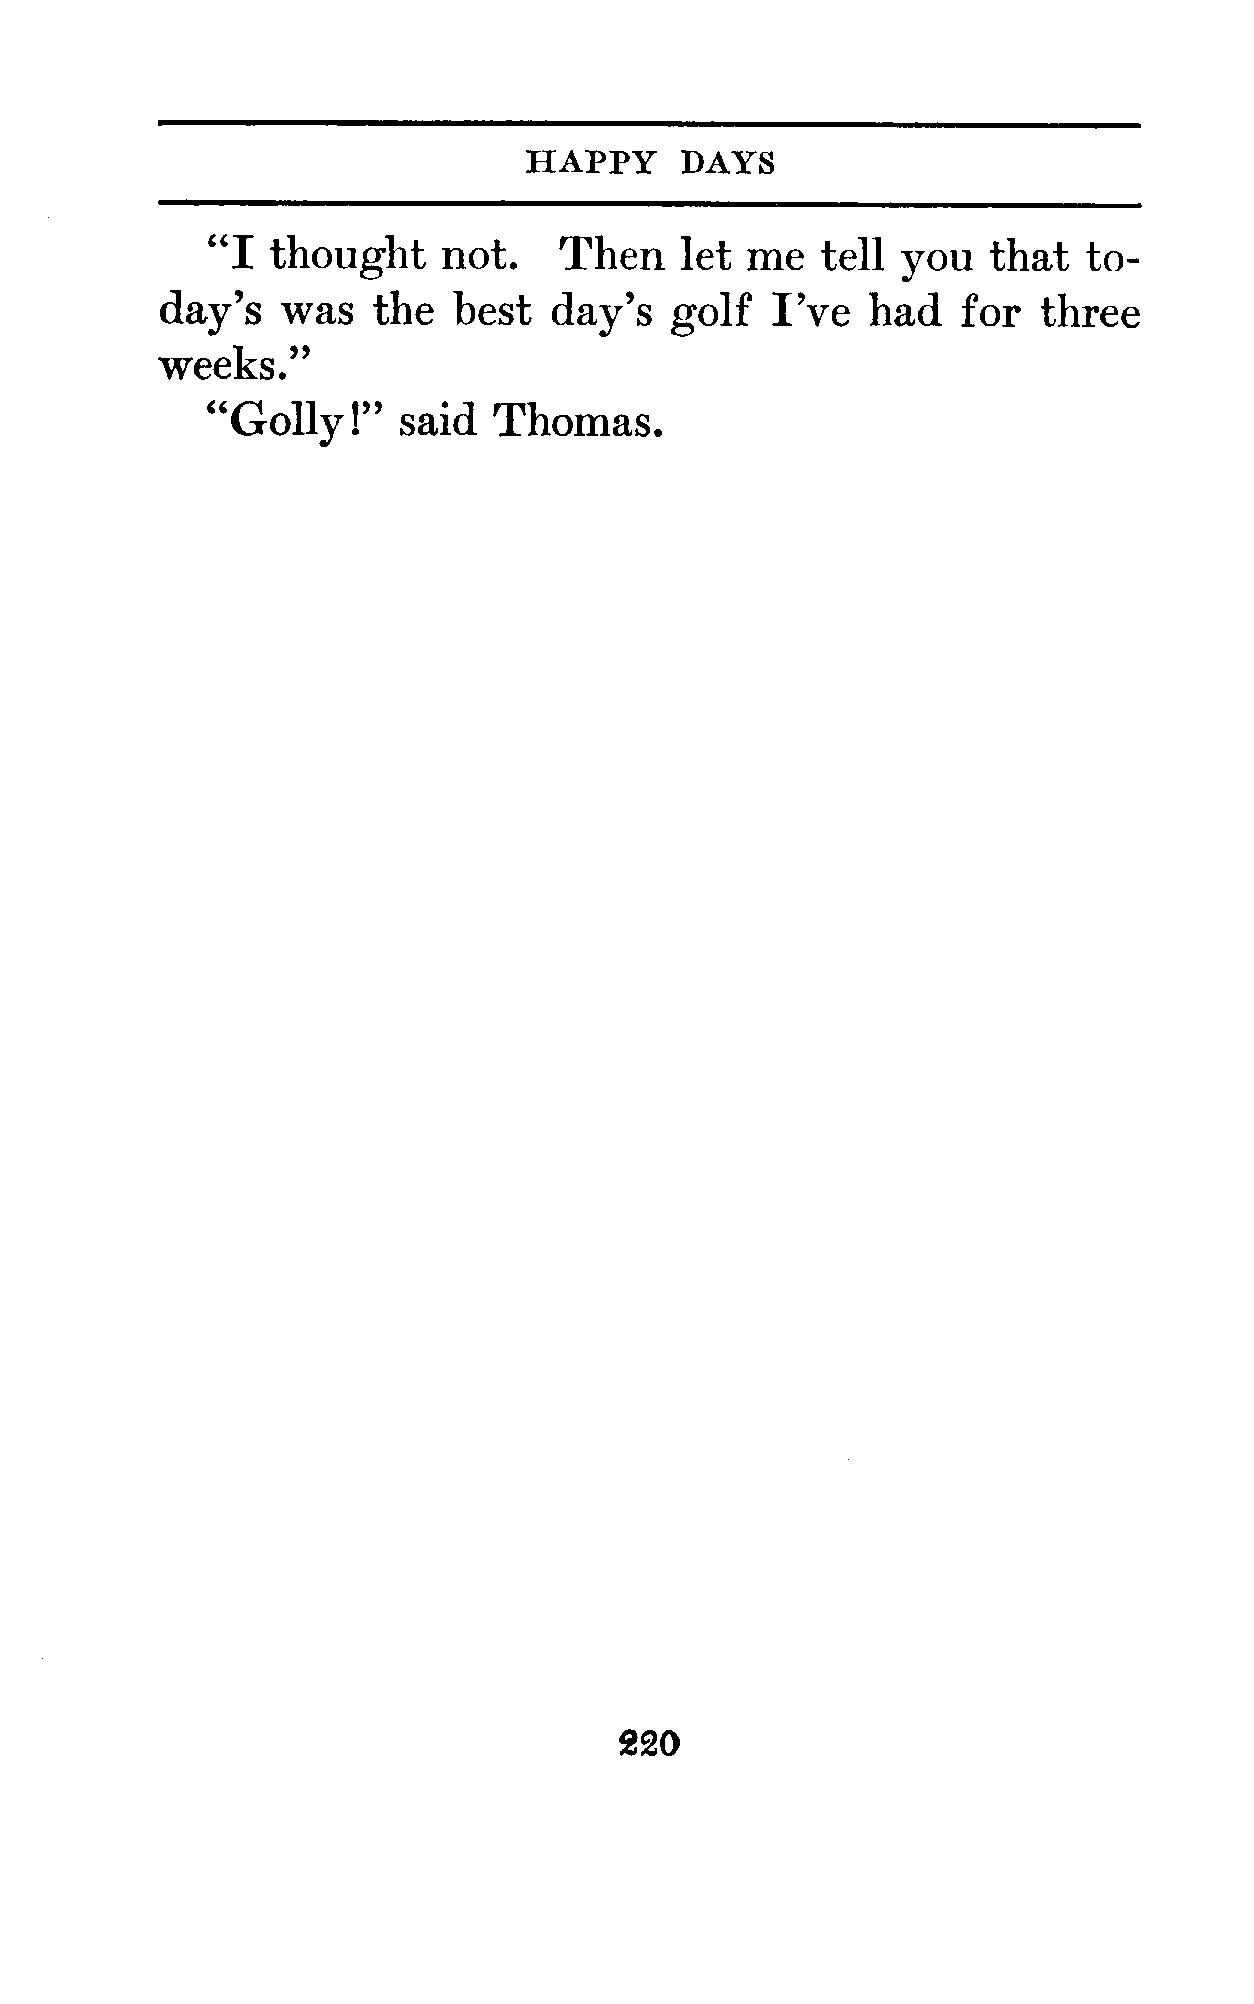 HAPPY DAYS
“I thought not. Then let me tell you that to-
day’s was the best day’s golf I’ve had for three
weeks.”
“Golly!” said Thomas.
220